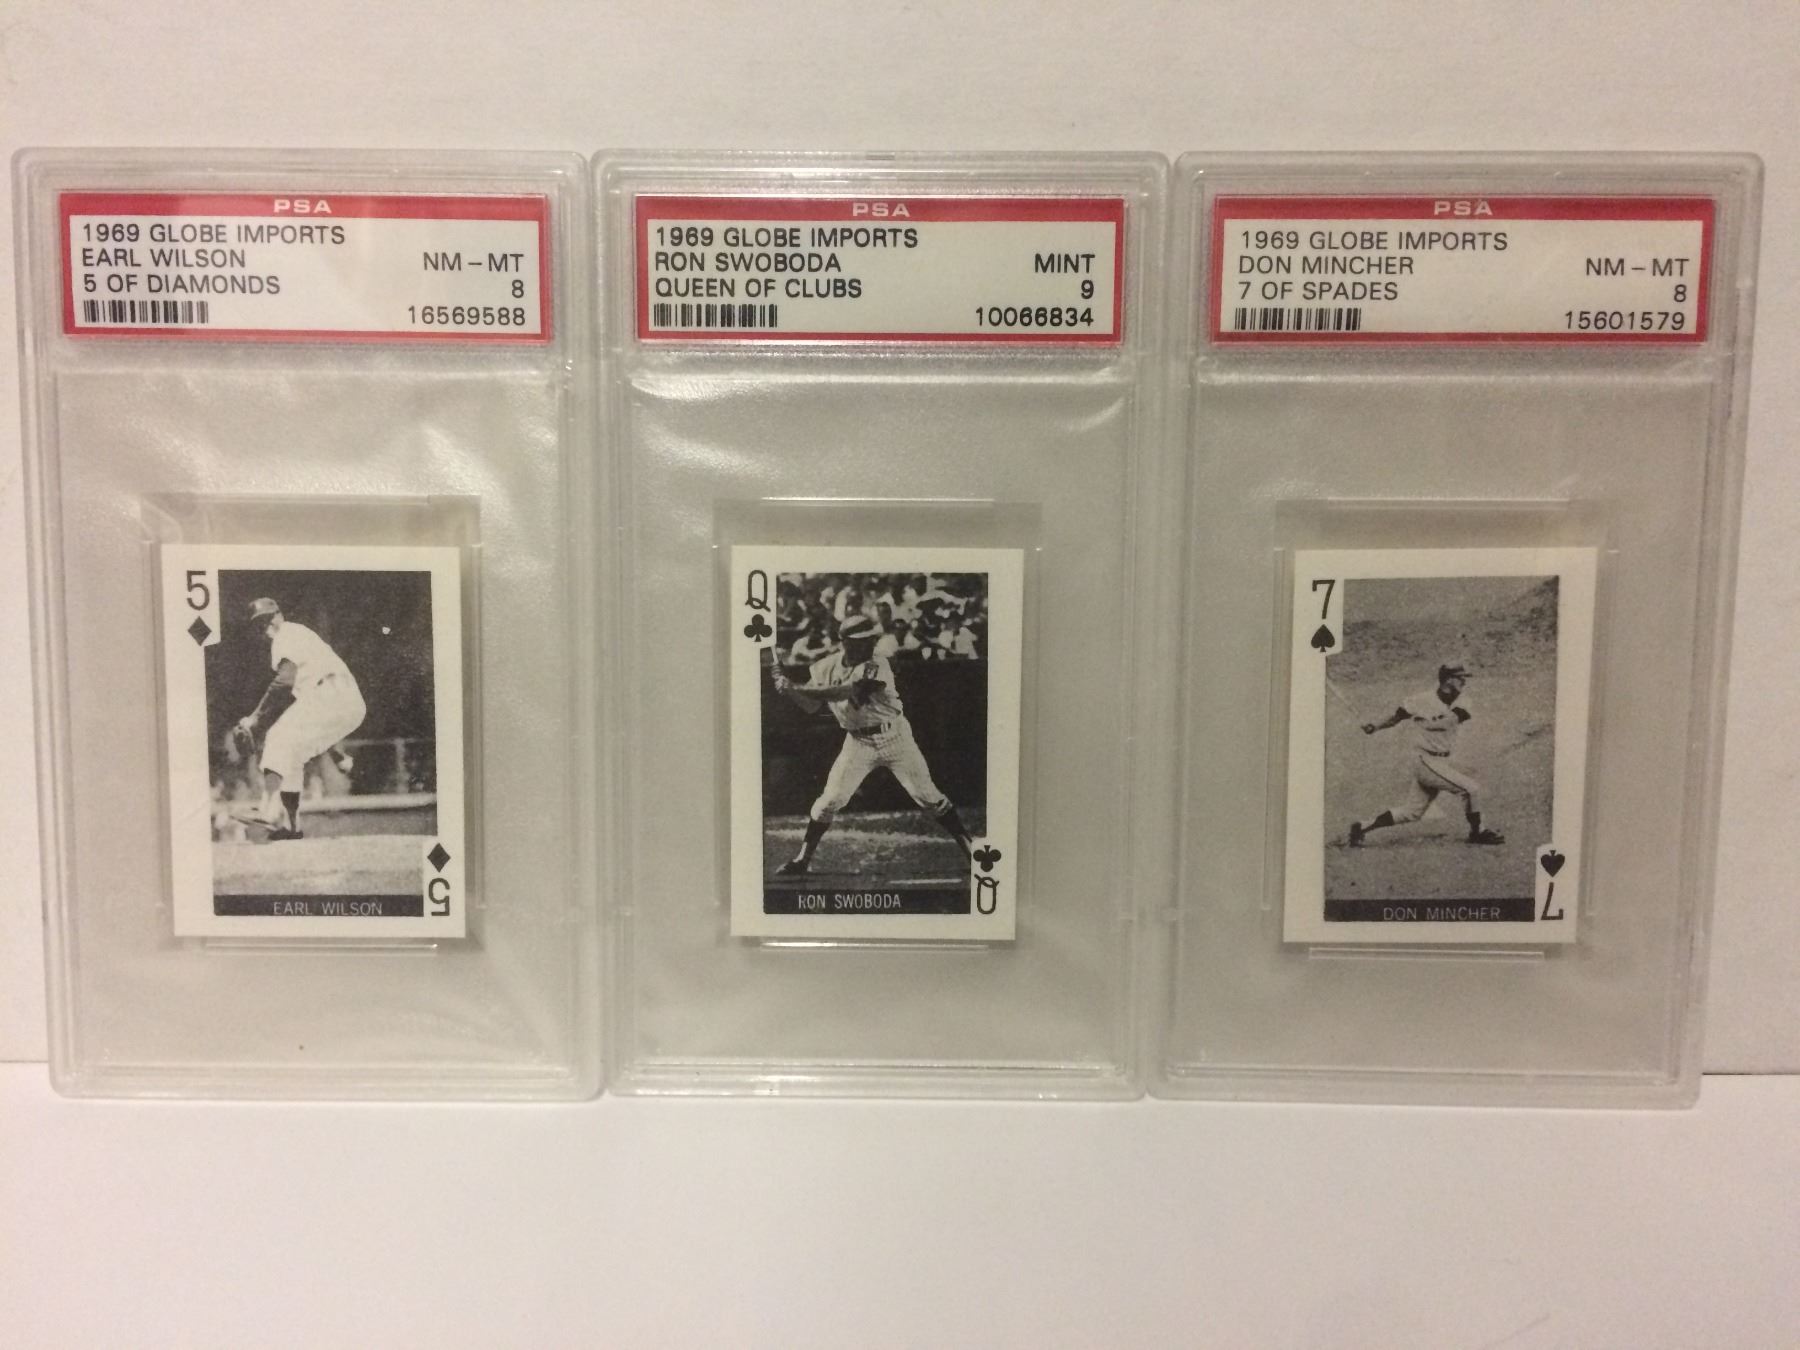 PSA
1969 GLOBE IMPORTS
EARL WILSON NM-MT
5 OF DIAMONDS 8
16569588
5
EARL WILSON
5
PSA
1969 GLOBE IMPORTS
RON SWOBODA MINT
QUEEN OF CLUBS 9
10066834
Q
RON SWOBODA
Q
PSA
1969 GLOBE IMPORTS
DON MINCHER NM-MT
7 OF SPADES 8
15601579
7
DON MINCHER
7